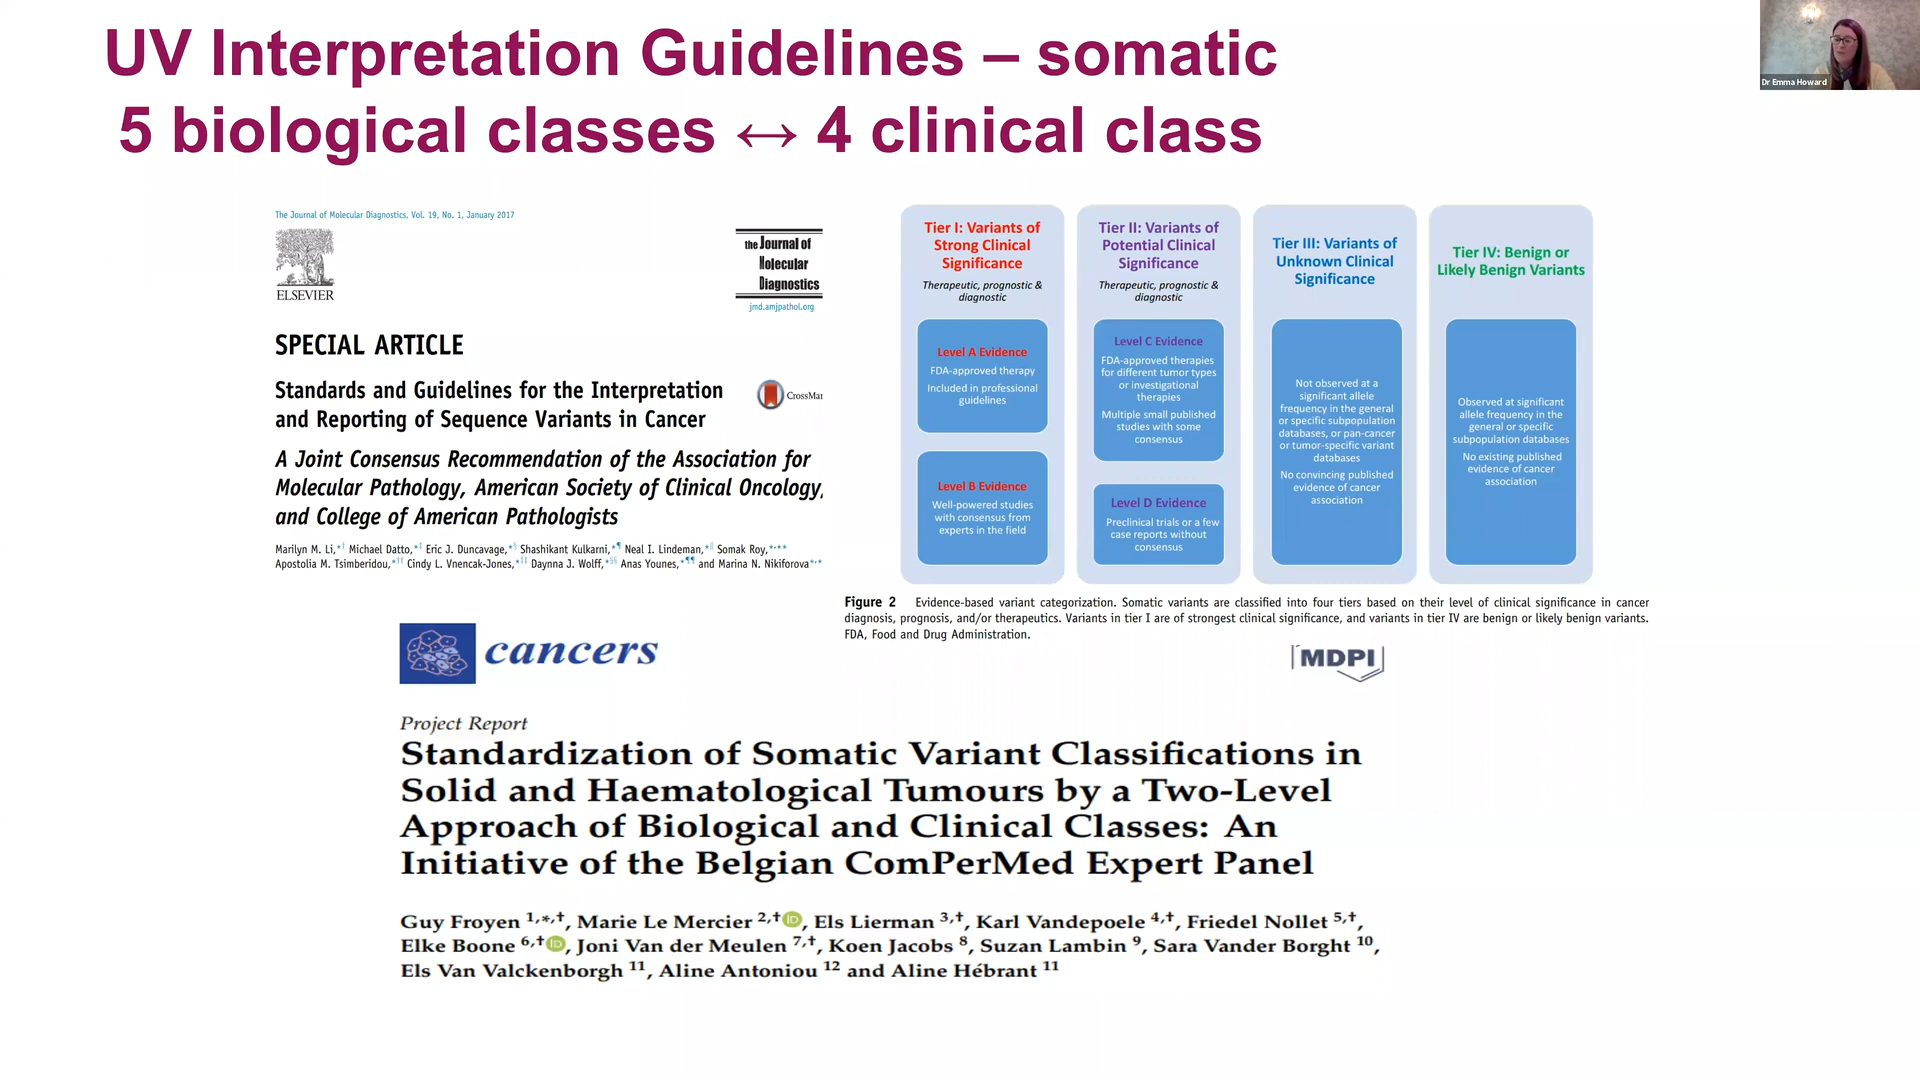 UV Interpretation Guidelines – somatic
5 biological classes ↔ 4 clinical class
Dr Emma Howard
The Journal of Molecular Diagnostics, Vol. 19, No. 1, January 2017
ELSEVIER
the Journal of
Molecular
Diagnostics
jmd.amjpathol.org
SPECIAL ARTICLE
Standards and Guidelines for the Interpretation
and Reporting of Sequence Variants in Cancer
CrossMar
A Joint Consensus Recommendation of the Association for
Molecular Pathology, American Society of Clinical Oncology,
and College of American Pathologists
Marilyn M. Li,*† Michael Datto,*‡ Eric J. Duncavage,*§ Shashikant Kulkarni,*¶ Neal I. Lindeman,*‖ Somak Roy,***
Apostolia M. Tsimberidou,*†† Cindy L. Vnencak-Jones,*‡‡ Daynna J. Wolff,*§§ Anas Younes,*¶¶ and Marina N. Nikiforova***
Tier I: Variants of
Strong Clinical
Significance
Therapeutic, prognostic &
diagnostic
Level A Evidence
FDA-approved therapy
Included in professional
guidelines
Level B Evidence
Well-powered studies
with consensus from
experts in the field
Tier II: Variants of
Potential Clinical
Significance
Therapeutic, prognostic &
diagnostic
Level C Evidence
FDA-approved therapies
for different tumor types
or investigational
therapies
Multiple small published
studies with some
consensus
Level D Evidence
Preclinical trials or a few
case reports without
consensus
Tier III: Variants of
Unknown Clinical
Significance
Not observed at a
significant allele
frequency in the general
or specific subpopulation
databases, or pan-cancer
or tumor-specific variant
databases
No convincing published
evidence of cancer
association
Tier IV: Benign or
Likely Benign Variants
Observed at significant
allele frequency in the
general or specific
subpopulation databases
No existing published
evidence of cancer
association
Figure 2 Evidence-based variant categorization. Somatic variants are classified into four tiers based on their level of clinical significance in cancer
diagnosis, prognosis, and/or therapeutics. Variants in tier I are of strongest clinical significance, and variants in tier IV are benign or likely benign variants.
FDA, Food and Drug Administration.
cancers
MDPI
Project Report
Standardization of Somatic Variant Classifications in
Solid and Haematological Tumours by a Two-Level
Approach of Biological and Clinical Classes: An
Initiative of the Belgian ComPerMed Expert Panel
Guy Froyen 1,*,†, Marie Le Mercier 2,† iD, Els Lierman 3,†, Karl Vandepoele 4,†, Friedel Nollet 5,†,
Elke Boone 6,† iD, Joni Van der Meulen 7,†, Koen Jacobs 8, Suzan Lambin 9, Sara Vander Borght 10,
Els Van Valckenborgh 11, Aline Antoniou 12 and Aline Hébrant 11